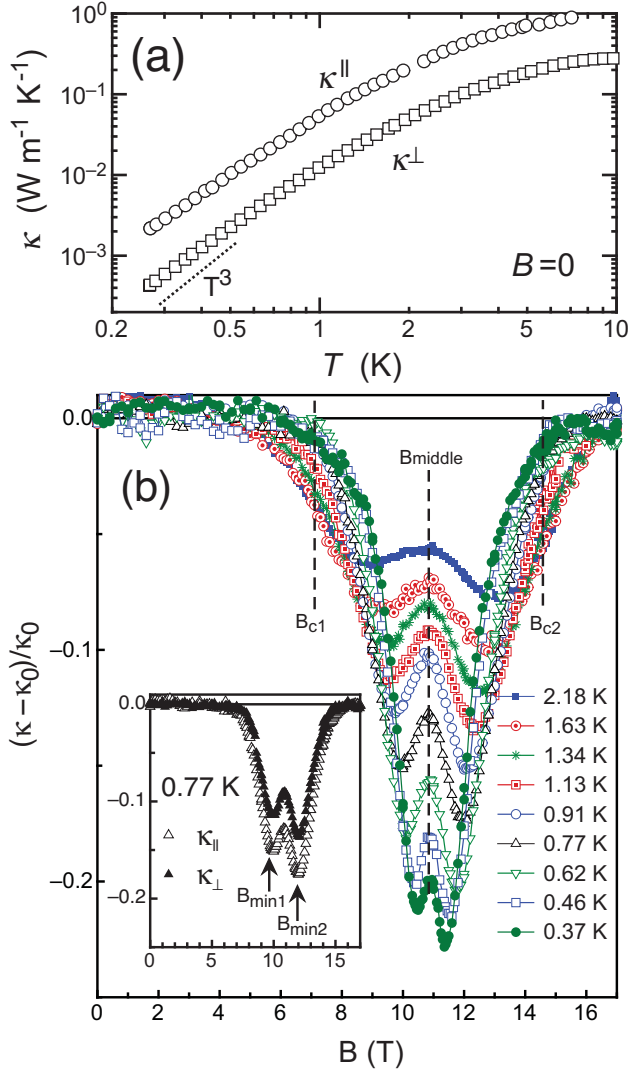 (a)
κ (W m⁻¹ K⁻¹)
10⁰
10⁻¹
10⁻²
10⁻³
κ∥
κ⊥
T³
B=0
0.2 0.5 1 2 5 10
T (K)
(b)
(κ−κ₀)/κ₀
0.0
−0.1
−0.2
Bmiddle
Bc1
Bc2
2.18 K
1.63 K
1.34 K
1.13 K
0.91 K
0.77 K
0.62 K
0.46 K
0.37 K
0.0
−0.1
−0.2
0.77 K
κ∥
κ⊥
Bmin1
Bmin2
0 5 10 15
0 2 4 6 8 10 12 14 16
B (T)